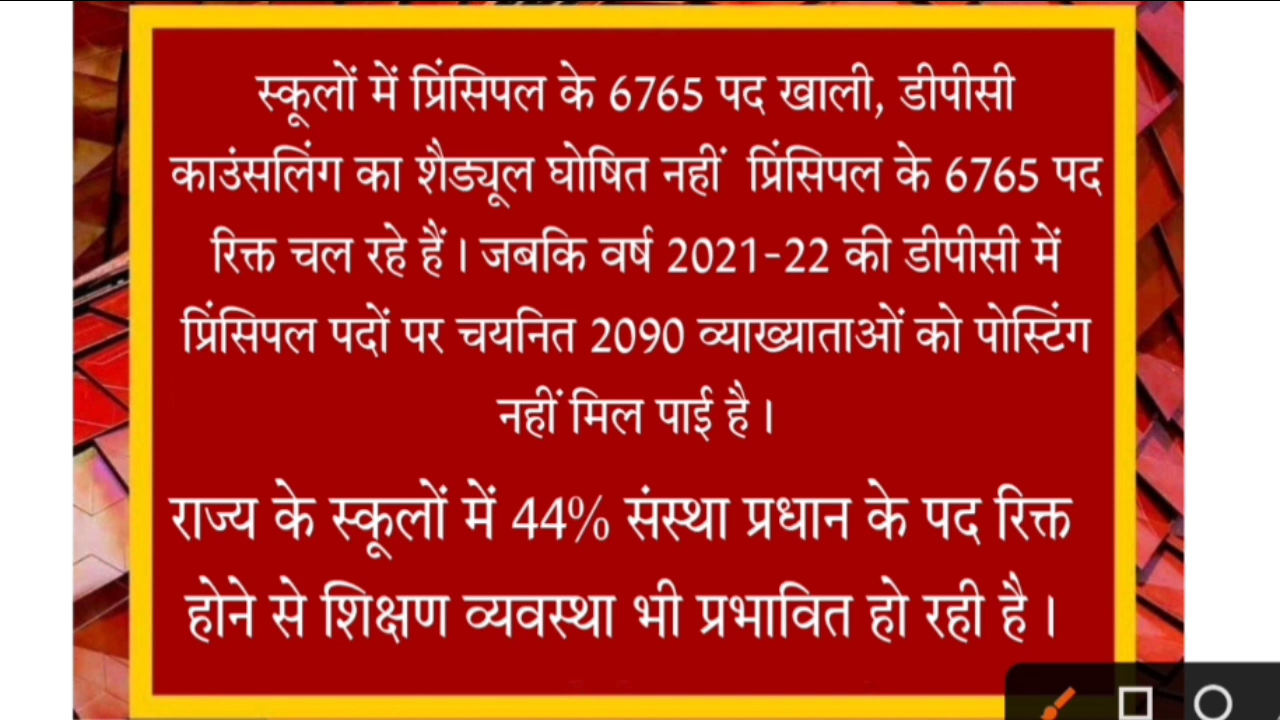 स्कूलों में प्रिंसिपल के 6765 पद खाली, डीपीसी
काउंसलिंग का शैड्यूल घोषित नहीं प्रिंसिपल के 6765 पद
रिक्त चल रहे हैं। जबकि वर्ष 2021-22 की डीपीसी में
प्रिंसिपल पदों पर चयनित 2090 व्याख्याताओं को पोस्टिंग
नहीं मिल पाई है।
राज्य के स्कूलों में 44% संस्था प्रधान के पद रिक्त
होने से शिक्षण व्यवस्था भी प्रभावित हो रही है।